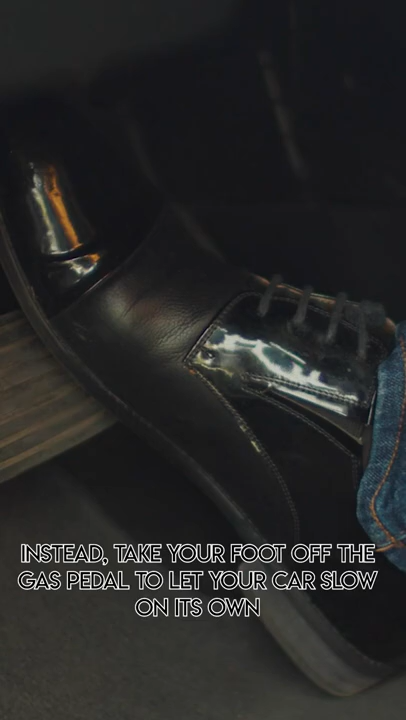 INSTEAD, TAKE YOUR FOOT OFF THE
GAS PEDAL TO LET YOUR CAR SLOW
ON ITS OWN